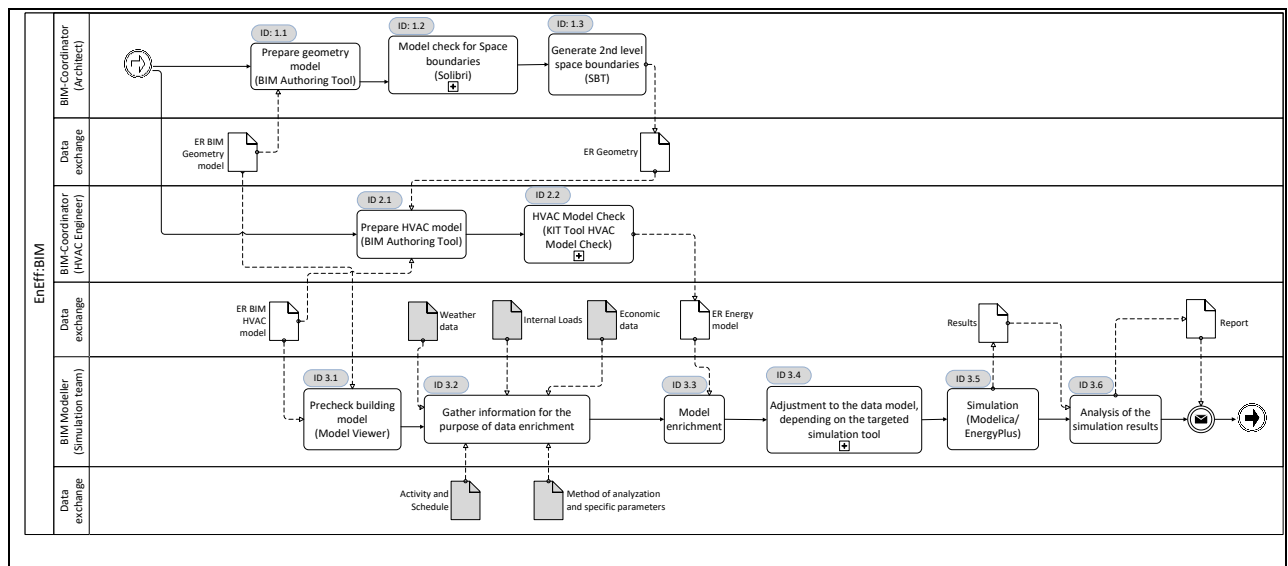 EnEff:BIM
BIM-Coordinator
(Architect)
ID: 1.1
Prepare geometry
model
(BIM Authoring Tool)
ID: 1.2
Model check for Space
boundaries
(Solibri)
ID: 1.3
Generate 2nd level
space boundaries
(SBT)
Data
exchange
ER BIM
Geometry
model
ER Geometry
BIM-Coordinator
(HVAC Engineer)
ID 2.1
Prepare HVAC model
(BIM Authoring Tool)
ID 2.2
HVAC Model Check
(KIT Tool HVAC
Model Check)
Data
exchange
ER BIM
HVAC
model
Weather
data
Internal Loads
Economic
data
ER Energy
model
Results
Report
BIM Modeller
(Simulation team)
ID 3.1
Precheck building
model
(Model Viewer)
ID 3.2
Gather information for the
purpose of data enrichment
ID 3.3
Model
enrichment
ID 3.4
Adjustment to the data model,
depending on the targeted
simulation tool
ID 3.5
Simulation
(Modelica/
EnergyPlus)
ID 3.6
Analysis of the
simulation results
Data
exchange
Activity and
Schedule
Method of analyzation
and specific parameters